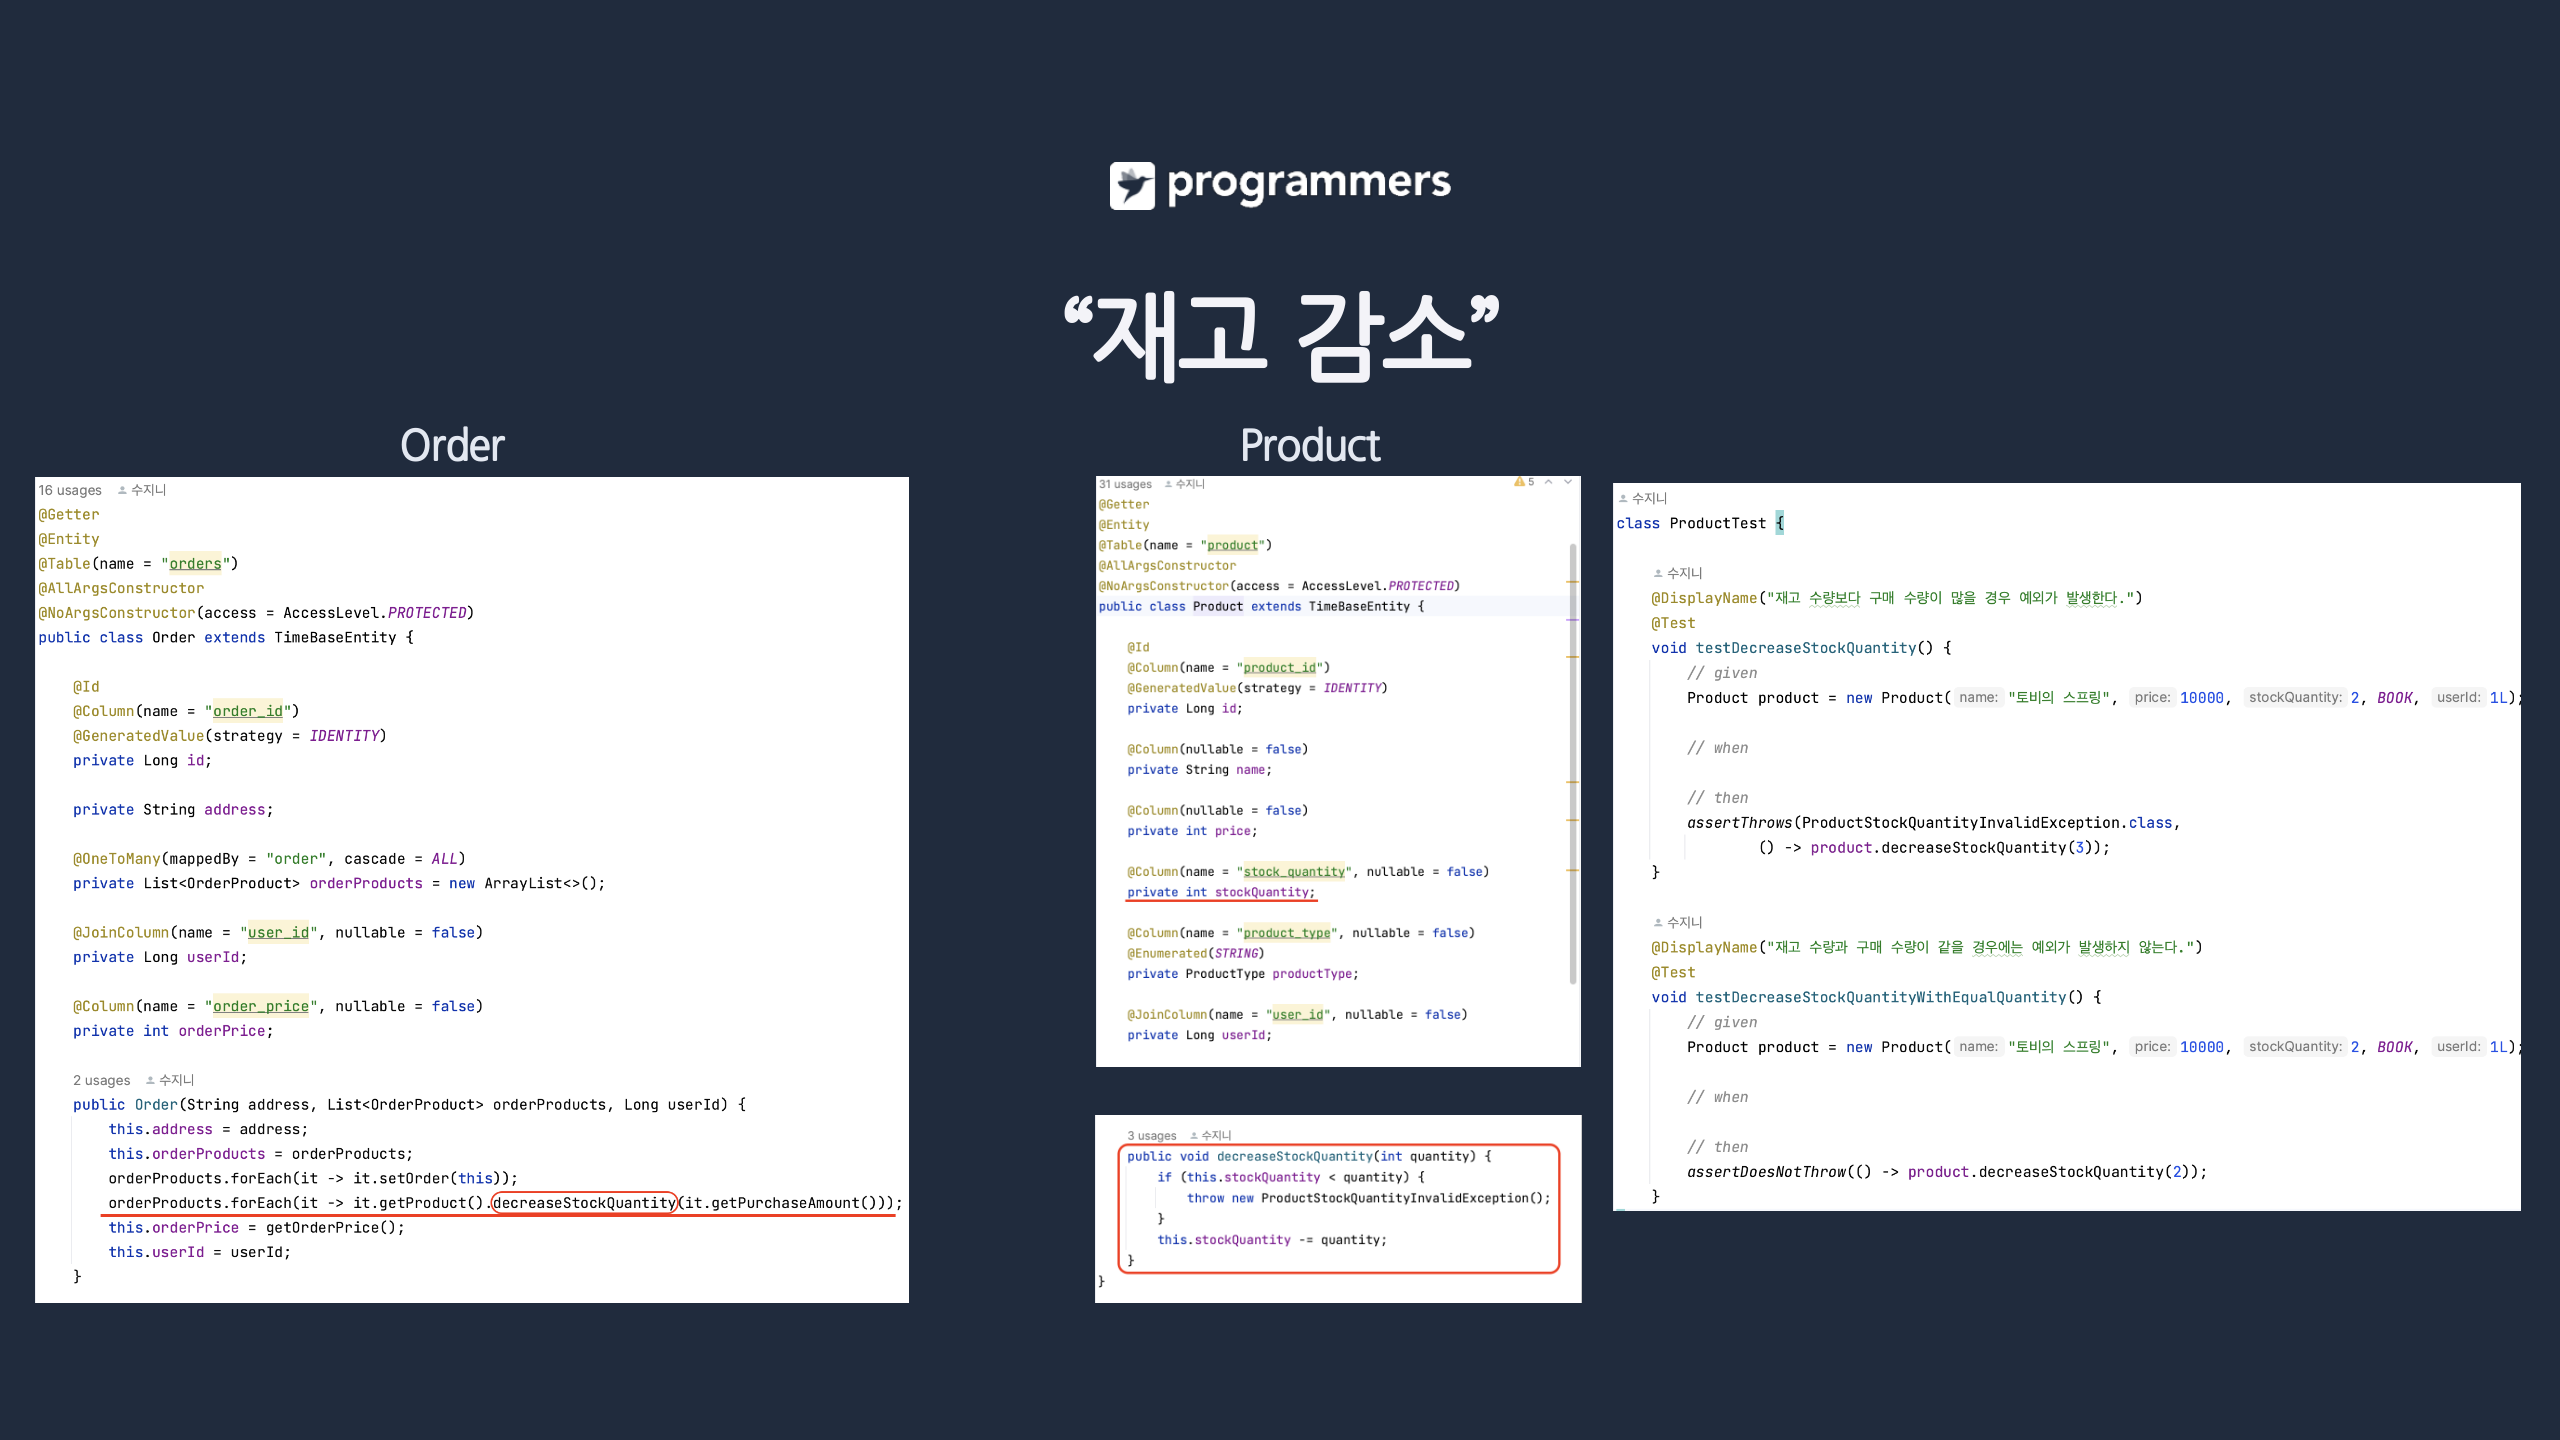 programmers
“재고 감소”
Order
16 usages 수지니
@Getter
@Entity
@Table(name = "orders")
@AllArgsConstructor
@NoArgsConstructor(access = AccessLevel.PROTECTED)
public class Order extends TimeBaseEntity {
@Id
@Column(name = "order_id")
@GeneratedValue(strategy = IDENTITY)
private Long id;
private String address;
@OneToMany(mappedBy = "order", cascade = ALL)
private List<OrderProduct> orderProducts = new ArrayList<>();
@JoinColumn(name = "user_id", nullable = false)
private Long userId;
@Column(name = "order_price", nullable = false)
private int orderPrice;
2 usages 수지니
public Order(String address, List<OrderProduct> orderProducts, Long userId) {
this.address = address;
this.orderProducts = orderProducts;
orderProducts.forEach(it -> it.setOrder(this));
orderProducts.forEach(it -> it.getProduct().decreaseStockQuantity(it.getPurchaseAmount()));
this.orderPrice = getOrderPrice();
this.userId = userId;
}
Product
31 usages 수지니 5
@Getter
@Entity
@Table(name = "product")
@AllArgsConstructor
@NoArgsConstructor(access = AccessLevel.PROTECTED)
public class Product extends TimeBaseEntity {
@Id
@Column(name = "product_id")
@GeneratedValue(strategy = IDENTITY)
private Long id;
@Column(nullable = false)
private String name;
@Column(nullable = false)
private int price;
@Column(name = "stock_quantity", nullable = false)
private int stockQuantity;
@Column(name = "product_type", nullable = false)
@Enumerated(STRING)
private ProductType productType;
@JoinColumn(name = "user_id", nullable = false)
private Long userId;
3 usages 수지니
public void decreaseStockQuantity(int quantity) {
if (this.stockQuantity < quantity) {
throw new ProductStockQuantityInvalidException();
}
this.stockQuantity -= quantity;
}
}
수지니
class ProductTest {
수지니
@DisplayName("재고 수량보다 구매 수량이 많을 경우 예외가 발생한다.")
@Test
void testDecreaseStockQuantity() {
// given
Product product = new Product( name: "토비의 스프링", price: 10000, stockQuantity: 2, BOOK, userId: 1L);
// when
// then
assertThrows(ProductStockQuantityInvalidException.class,
() -> product.decreaseStockQuantity(3));
}
수지니
@DisplayName("재고 수량과 구매 수량이 같을 경우에는 예외가 발생하지 않는다.")
@Test
void testDecreaseStockQuantityWithEqualQuantity() {
// given
Product product = new Product( name: "토비의 스프링", price: 10000, stockQuantity: 2, BOOK, userId: 1L);
// when
// then
assertDoesNotThrow(() -> product.decreaseStockQuantity(2));
}